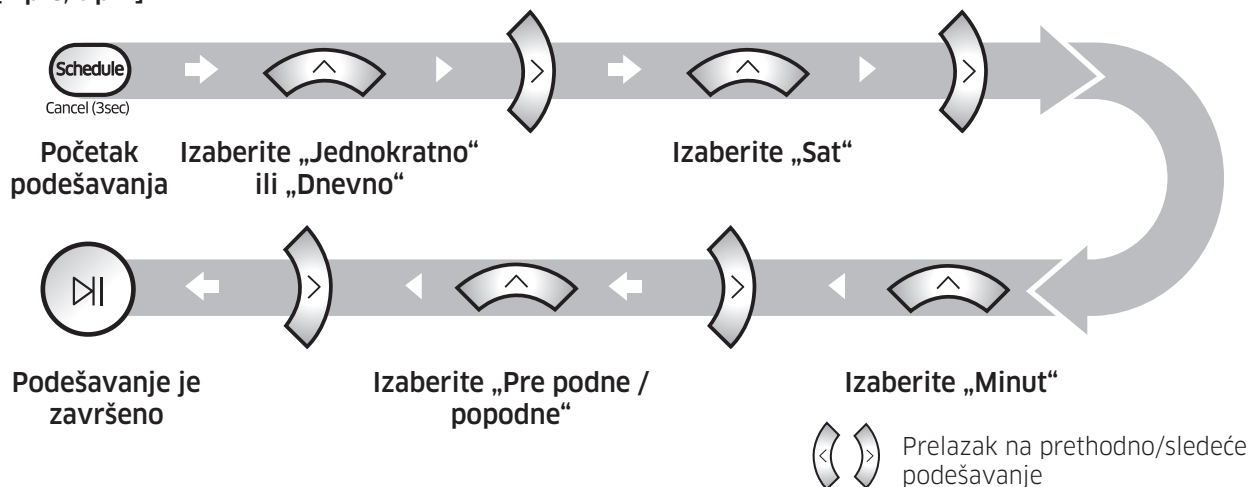 Schedule
Cancel (3sec)
Početak
podešavanja
Izaberite „Jednokratno“
ili „Dnevno“
Izaberite „Sat“
Podešavanje je
završeno
Izaberite „Pre podne /
popodne“
Izaberite „Minut“
Prelazak na prethodno/sledeće
podešavanje